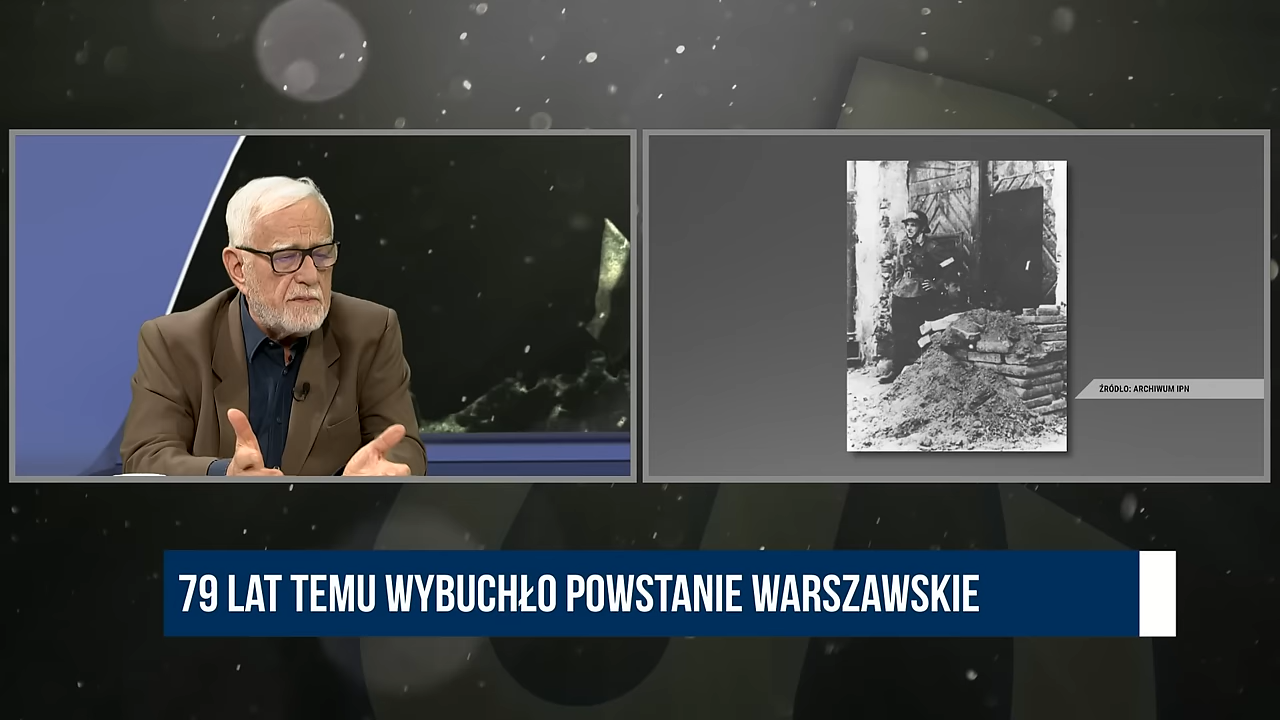 ŹRÓDŁO: ARCHIWUM IPN
79 LAT TEMU WYBUCHŁO POWSTANIE WARSZAWSKIE